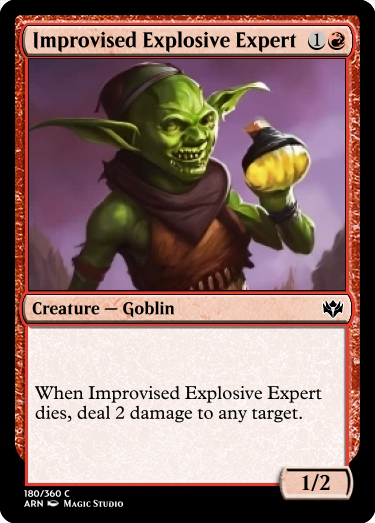 Improvised Explosive Expert 1
Creature — Goblin
When Improvised Explosive Expert
dies, deal 2 damage to any target.
1/2
180/360 C
ARN Magic Studio